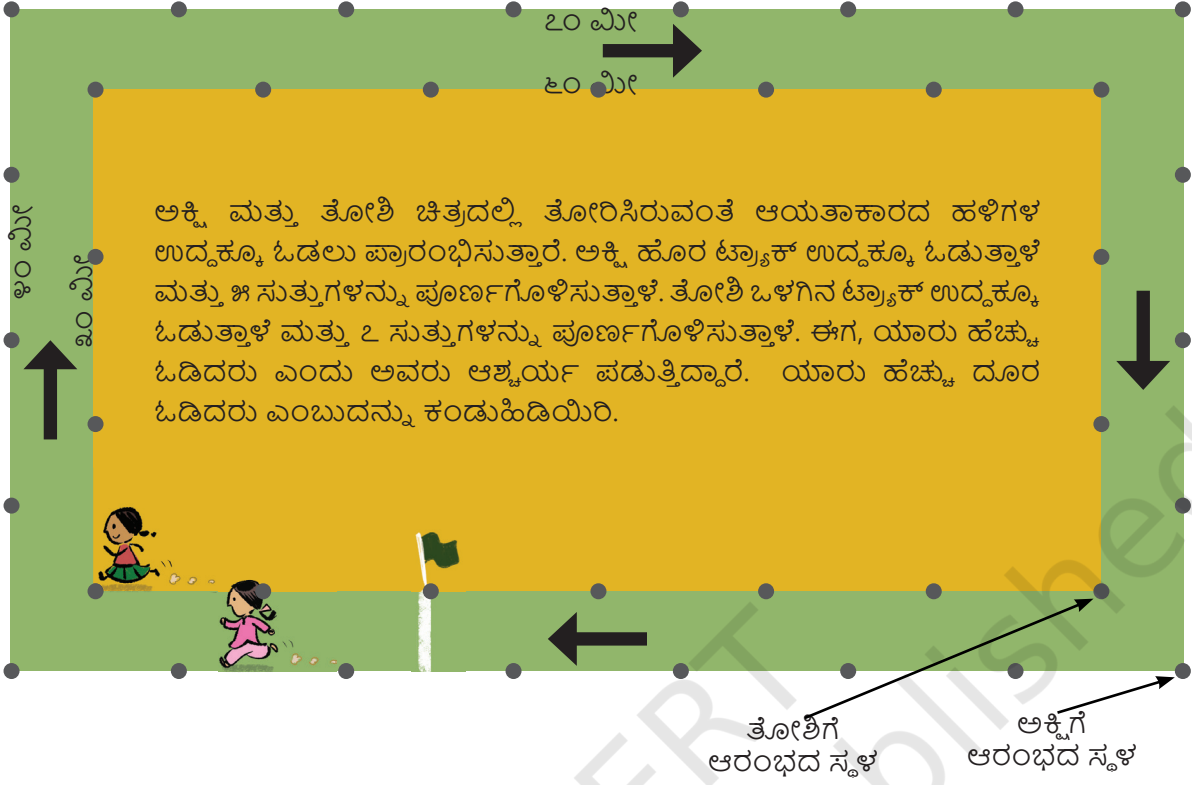 ೭೦ ಮೀ
೬೦ ಮೀ
೪೦ ಮೀ
೩೦ ಮೀ
ಅಕ್ಷಿ ಮತ್ತು ತೋಶಿ ಚಿತ್ರದಲ್ಲಿ ತೋರಿಸಿರುವಂತೆ ಆಯತಾಕಾರದ ಹಳಿಗಳ
ಉದ್ದಕ್ಕೂ ಓಡಲು ಪ್ರಾರಂಭಿಸುತ್ತಾರೆ. ಅಕ್ಷಿ ಹೊರ ಟ್ರ್ಯಾಕ್ ಉದ್ದಕ್ಕೂ ಓಡುತ್ತಾಳೆ
ಮತ್ತು ೫ ಸುತ್ತುಗಳನ್ನು ಪೂರ್ಣಗೊಳಿಸುತ್ತಾಳೆ. ತೋಶಿ ಒಳಗಿನ ಟ್ರ್ಯಾಕ್ ಉದ್ದಕ್ಕೂ
ಓಡುತ್ತಾಳೆ ಮತ್ತು ೭ ಸುತ್ತುಗಳನ್ನು ಪೂರ್ಣಗೊಳಿಸುತ್ತಾಳೆ. ಈಗ, ಯಾರು ಹೆಚ್ಚು
ಓಡಿದರು ಎಂದು ಅವರು ಆಶ್ಚರ್ಯ ಪಡುತ್ತಿದ್ದಾರೆ. ಯಾರು ಹೆಚ್ಚು ದೂರ
ಓಡಿದರು ಎಂಬುದನ್ನು ಕಂಡುಹಿಡಿಯಿರಿ.
ತೋಶಿಗೆ
ಆರಂಭದ ಸ್ಥಳ
ಅಕ್ಷಿಗೆ
ಆರಂಭದ ಸ್ಥಳ